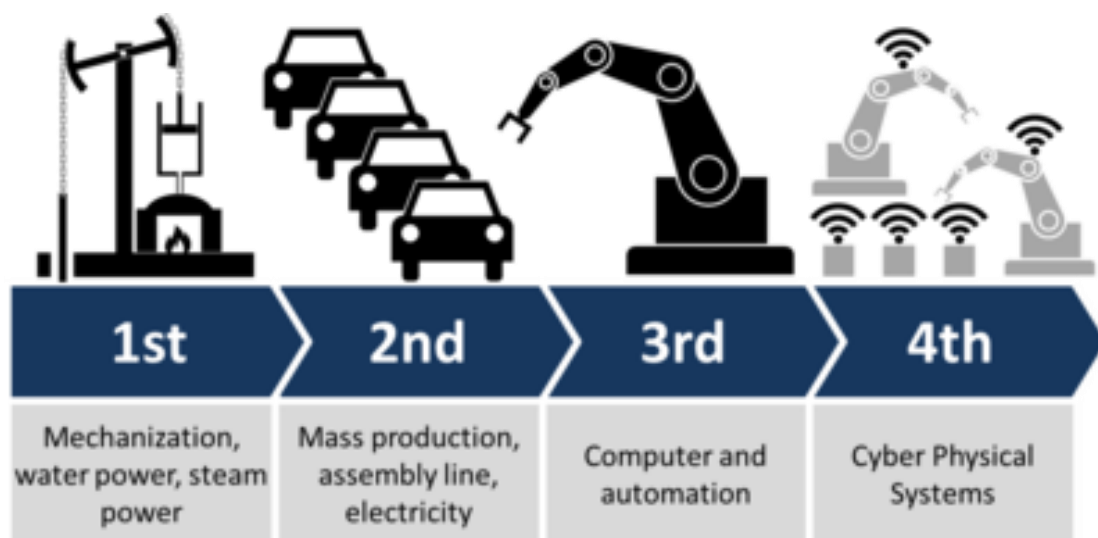 1st
2nd
3rd
4th
Mechanization,
water power, steam
power
Mass production,
assembly line,
electricity
Computer and
automation
Cyber Physical
Systems